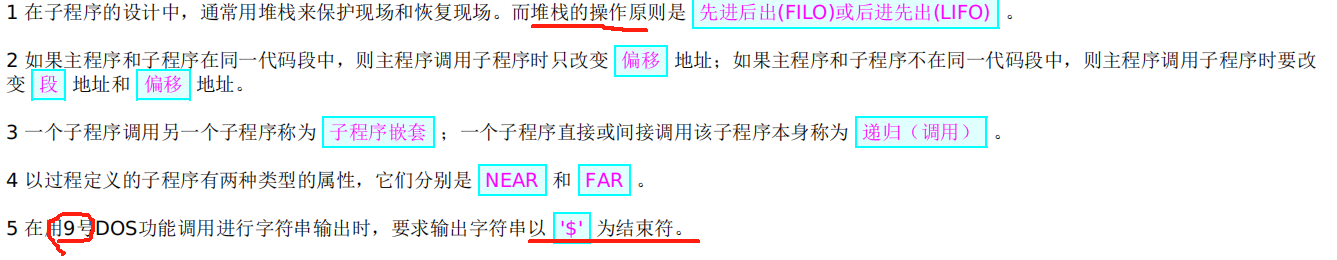 1 在子程序的设计中，通常用堆栈来保护现场和恢复现场。而堆栈的操作原则是 先进后出(FILO)或后进先出(LIFO) 。
2 如果主程序和子程序在同一代码段中，则主程序调用子程序时只改变 偏移 地址；如果主程序和子程序不在同一代码段中，则主程序调用子程序时要改
变 段 地址和 偏移 地址。
3 一个子程序调用另一个子程序称为 子程序嵌套 ；一个子程序直接或间接调用该子程序本身称为 递归（调用） 。
4 以过程定义的子程序有两种类型的属性，它们分别是 NEAR 和 FAR 。
5 在用9号DOS功能调用进行字符串输出时，要求输出字符串以 '$' 为结束符。